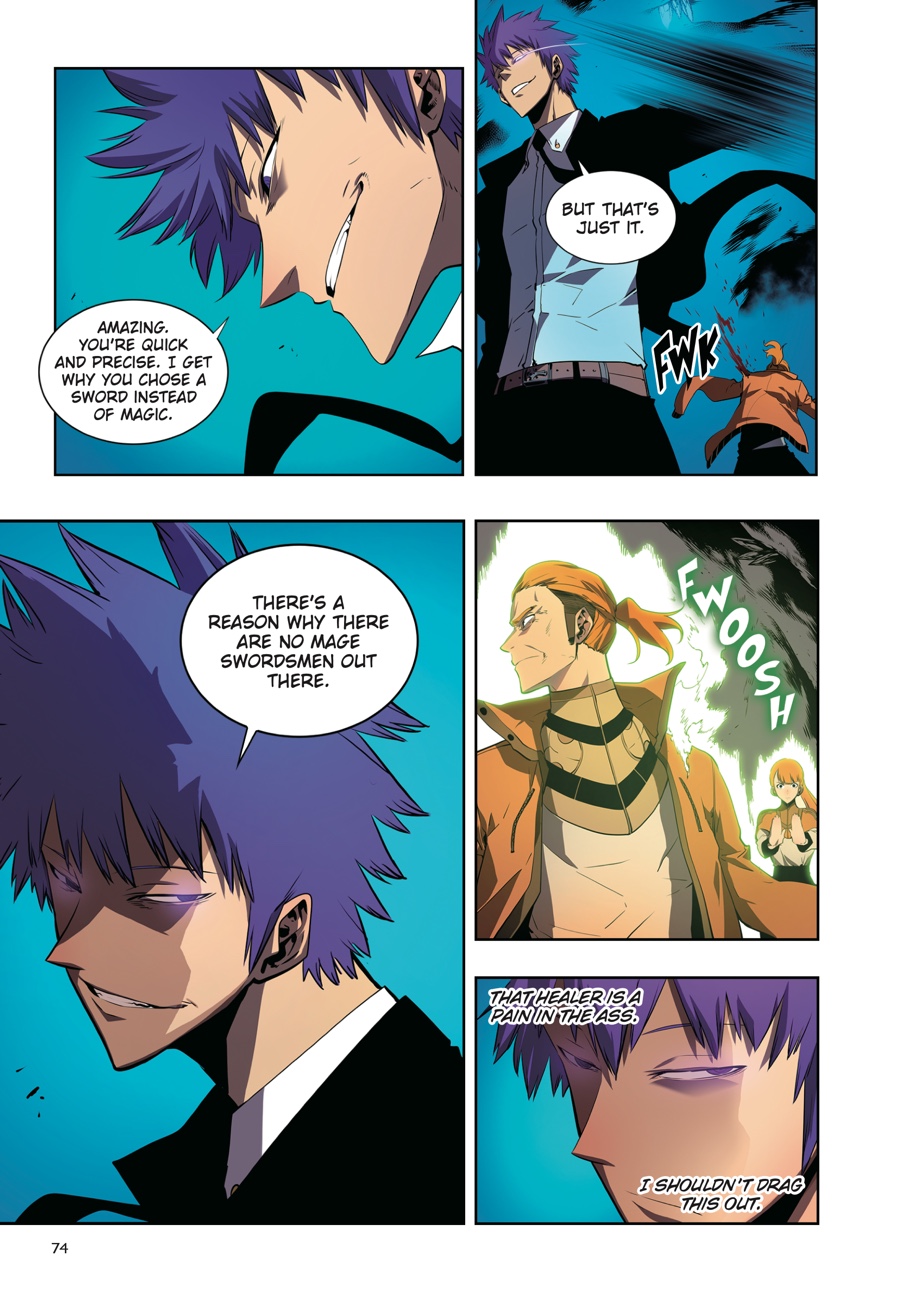 AMAZING.
YOU'RE QUICK
AND PRECISE. I GET
WHY YOU CHOSE A
SWORD INSTEAD
OF MAGIC.
BUT THAT'S
JUST IT.
FWK
THERE'S A
REASON WHY THERE
ARE NO MAGE
SWORDSMEN OUT
THERE.
FWOOSH
THAT HEALER IS A
PAIN IN THE ASS.
I SHOULDN'T DRAG
THIS OUT.
74